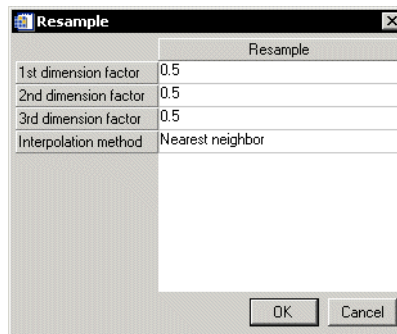 Resample
Resample
1st dimension factor 0.5
2nd dimension factor 0.5
3rd dimension factor 0.5
Interpolation method Nearest neighbor
OK Cancel